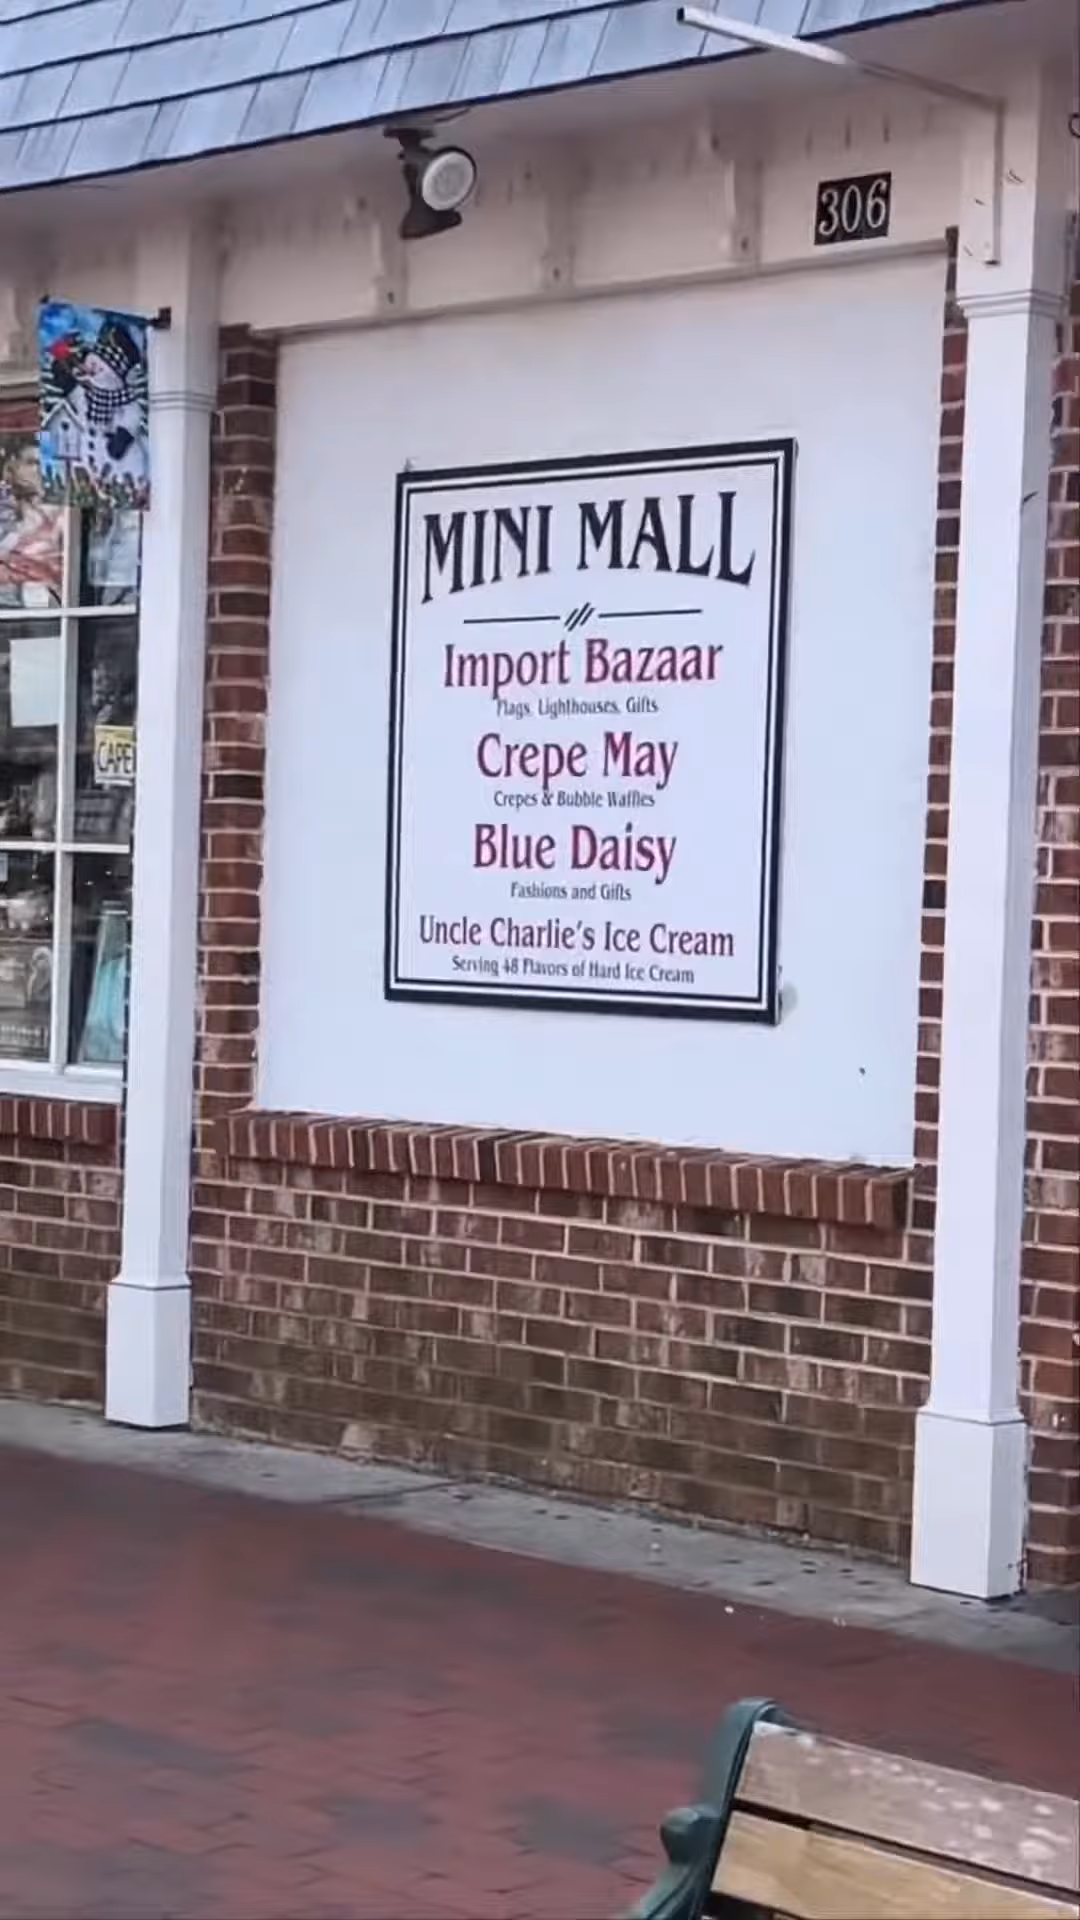 306
MINI MALL
Import Bazaar
Flags, Lighthouses, Gifts
Crepe May
Crepes & Bubble Waffles
Blue Daisy
Fashions and Gifts
Uncle Charlie's Ice Cream
Serving 48 Flavors of Hard Ice Cream
CAPE